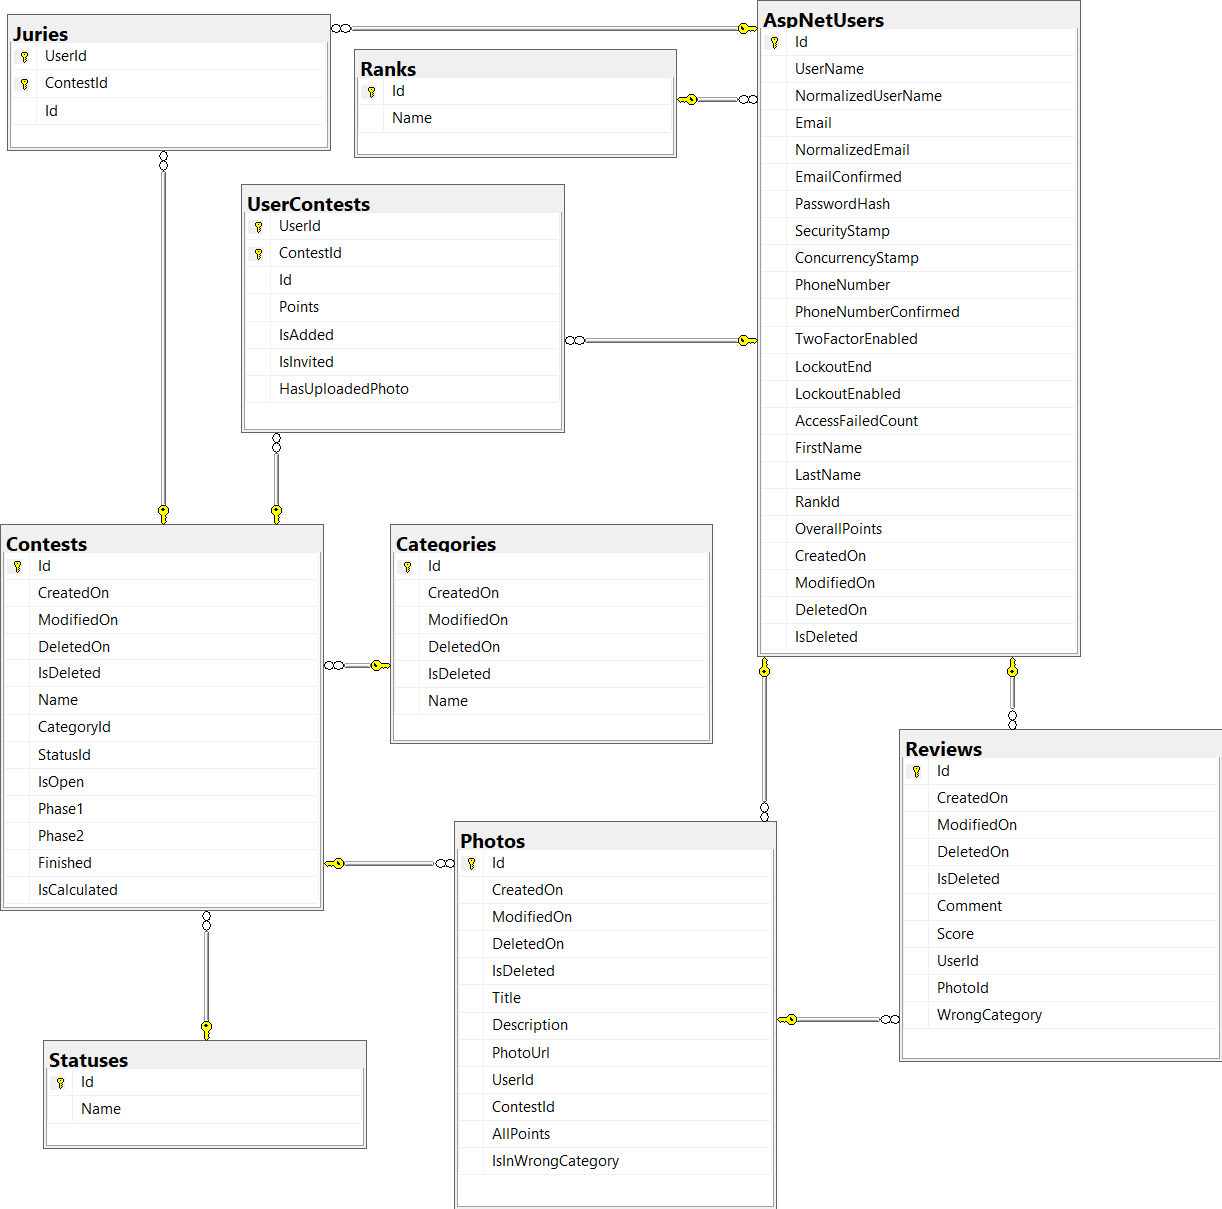 Juries
UserId
ContestId
Id
Ranks
Id
Name
AspNetUsers
Id
UserName
NormalizedUserName
Email
NormalizedEmail
EmailConfirmed
PasswordHash
SecurityStamp
ConcurrencyStamp
PhoneNumber
PhoneNumberConfirmed
TwoFactorEnabled
LockoutEnd
LockoutEnabled
AccessFailedCount
FirstName
LastName
RankId
OverallPoints
CreatedOn
ModifiedOn
DeletedOn
IsDeleted
UserContests
UserId
ContestId
Id
Points
IsAdded
IsInvited
HasUploadedPhoto
Contests
Id
CreatedOn
ModifiedOn
DeletedOn
IsDeleted
Name
CategoryId
StatusId
IsOpen
Phase1
Phase2
Finished
IsCalculated
Categories
Id
CreatedOn
ModifiedOn
DeletedOn
IsDeleted
Name
Reviews
Id
CreatedOn
ModifiedOn
DeletedOn
IsDeleted
Comment
Score
UserId
PhotoId
WrongCategory
Photos
Id
CreatedOn
ModifiedOn
DeletedOn
IsDeleted
Title
Description
PhotoUrl
UserId
ContestId
AllPoints
IsInWrongCategory
Statuses
Id
Name